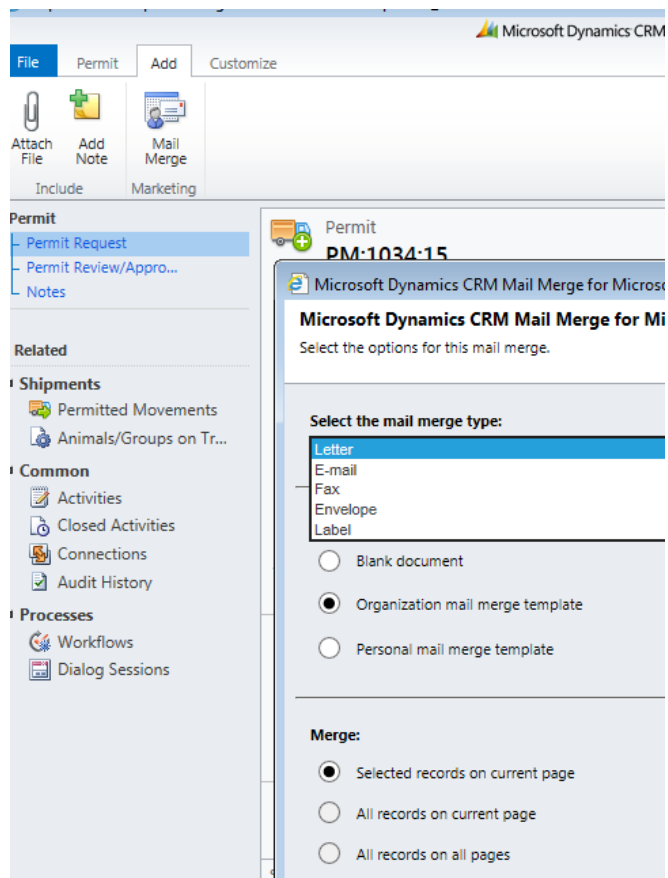 Microsoft Dynamics CRM
File Permit Add Customize
Attach File
Add Note
Mail Merge
Include Marketing
Permit
Permit Request
Permit Review/Appro...
Notes
Related
Shipments
Permitted Movements
Animals/Groups on Tr...
Common
Activities
Closed Activities
Connections
Audit History
Processes
Workflows
Dialog Sessions
Permit
PM:1034:15
Microsoft Dynamics CRM Mail Merge for Microso
Microsoft Dynamics CRM Mail Merge for Mi
Select the options for this mail merge.
Select the mail merge type:
Letter
E-mail
Fax
Envelope
Label
Blank document
Organization mail merge template
Personal mail merge template
Merge:
Selected records on current page
All records on current page
All records on all pages